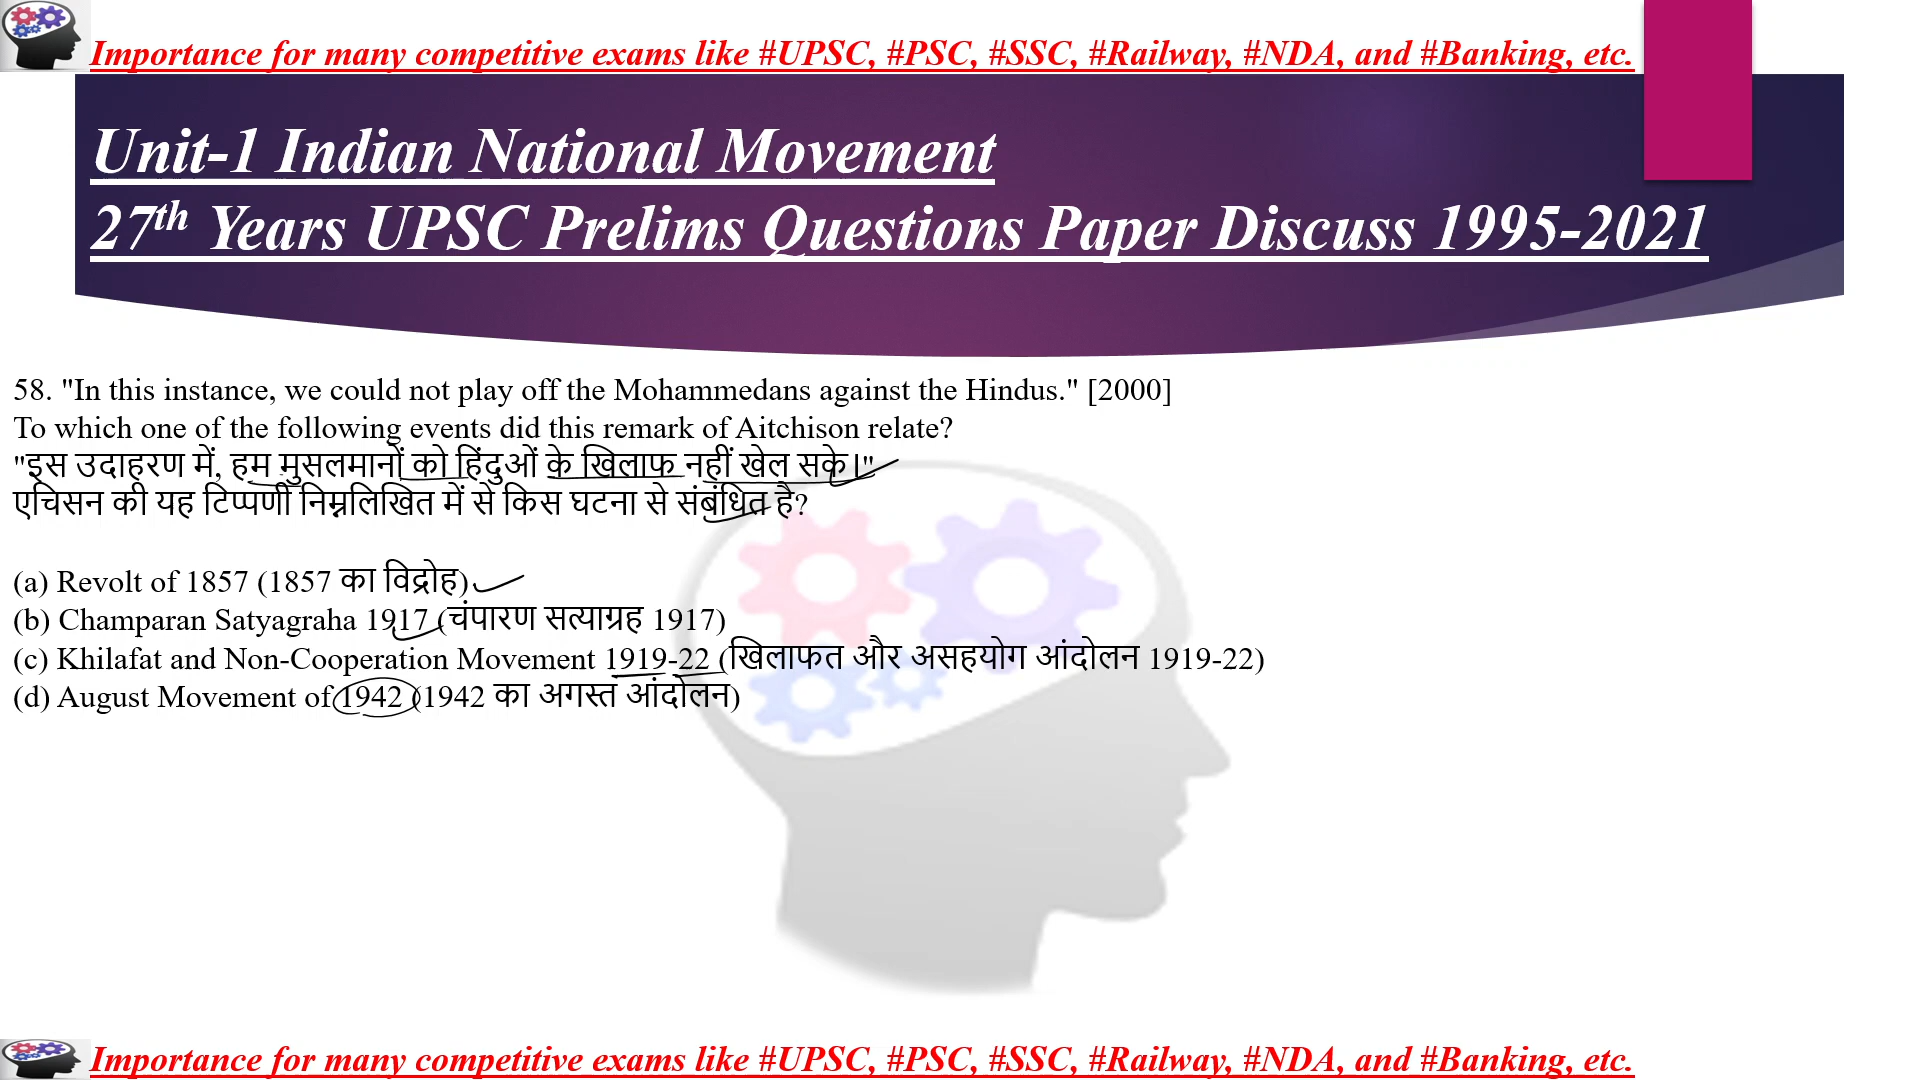 Importance for many competitive exams like #UPSC, #PSC, #SSC, #Railway, #NDA, and #Banking, etc.
Unit-1 Indian National Movement
27th Years UPSC Prelims Questions Paper Discuss 1995-2021
58. "In this instance, we could not play off the Mohammedans against the Hindus." [2000]
To which one of the following events did this remark of Aitchison relate?
"इस उदाहरण में, हम मुसलमानों को हिंदुओं के खिलाफ नहीं खेल सके।"
एचिसन की यह टिप्पणी निम्नलिखित में से किस घटना से संबंधित है?
(a) Revolt of 1857 (1857 का विद्रोह)
(b) Champaran Satyagraha 1917 (चंपारण सत्याग्रह 1917)
(c) Khilafat and Non-Cooperation Movement 1919-22 (खिलाफत और असहयोग आंदोलन 1919-22)
(d) August Movement of 1942 (1942 का अगस्त आंदोलन)
Importance for many competitive exams like #UPSC, #PSC, #SSC, #Railway, #NDA, and #Banking, etc.